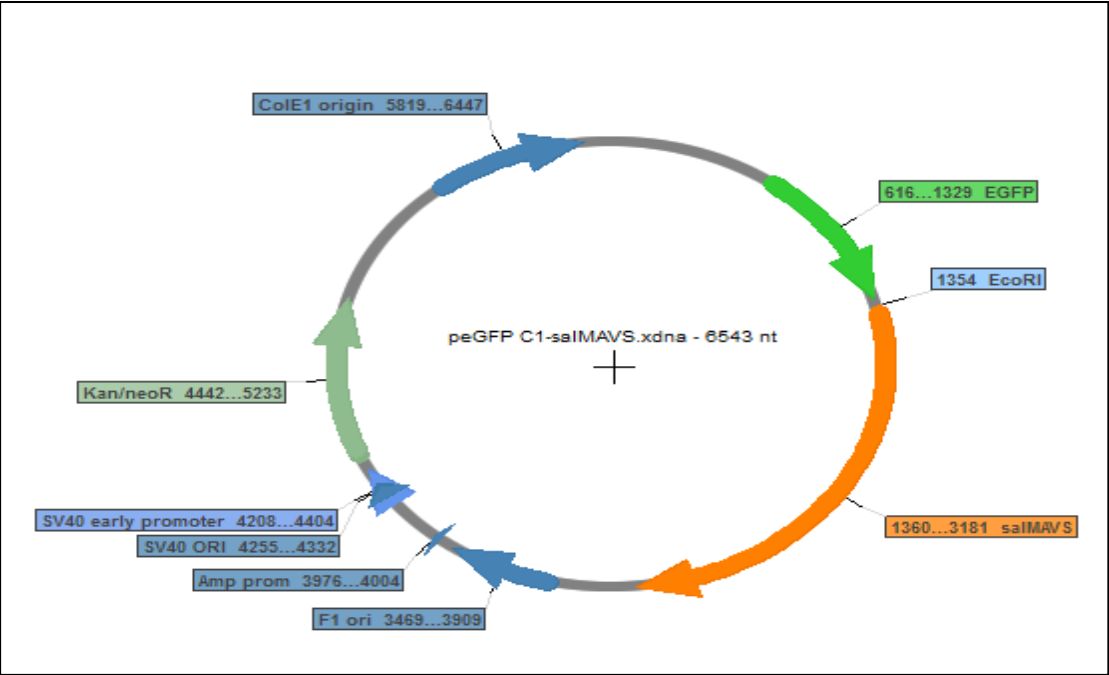 ColE1 origin 5819...6447
616...1329 EGFP
1354 EcoRI
peGFP C1-salMAVS.xdna - 6543 nt
Kan/neoR 4442...5233
SV40 early promoter 4208...4404
1360...3181 salMAVS
SV40 ORI 4255...4332
Amp prom 3976...4004
F1 ori 3469...3909